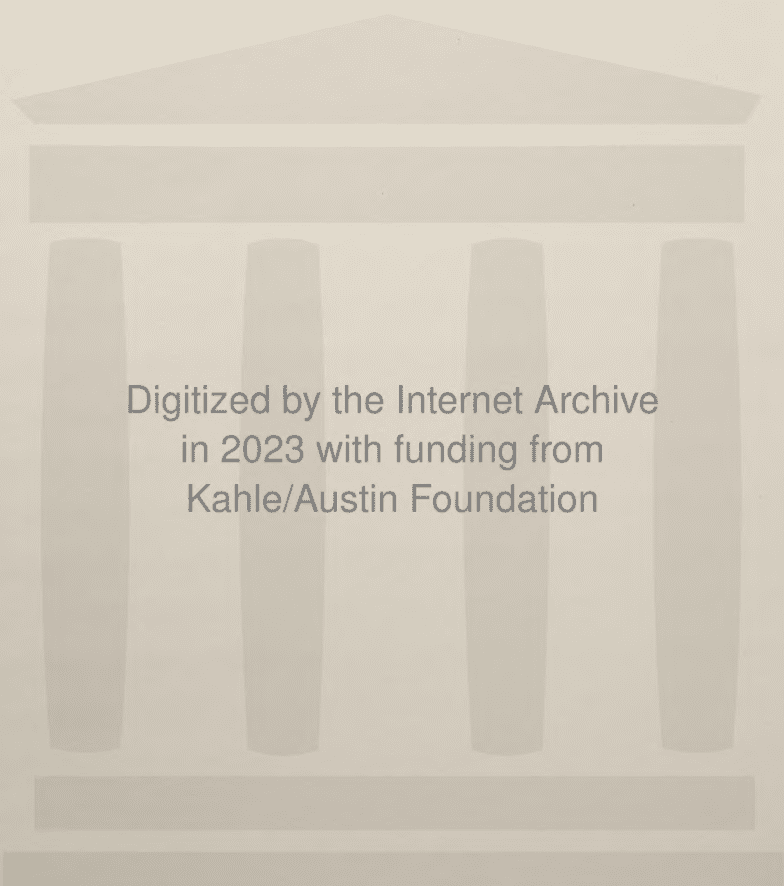 Digitized by the Internet Archive
in 2023 with funding from
Kahle/Austin Foundation